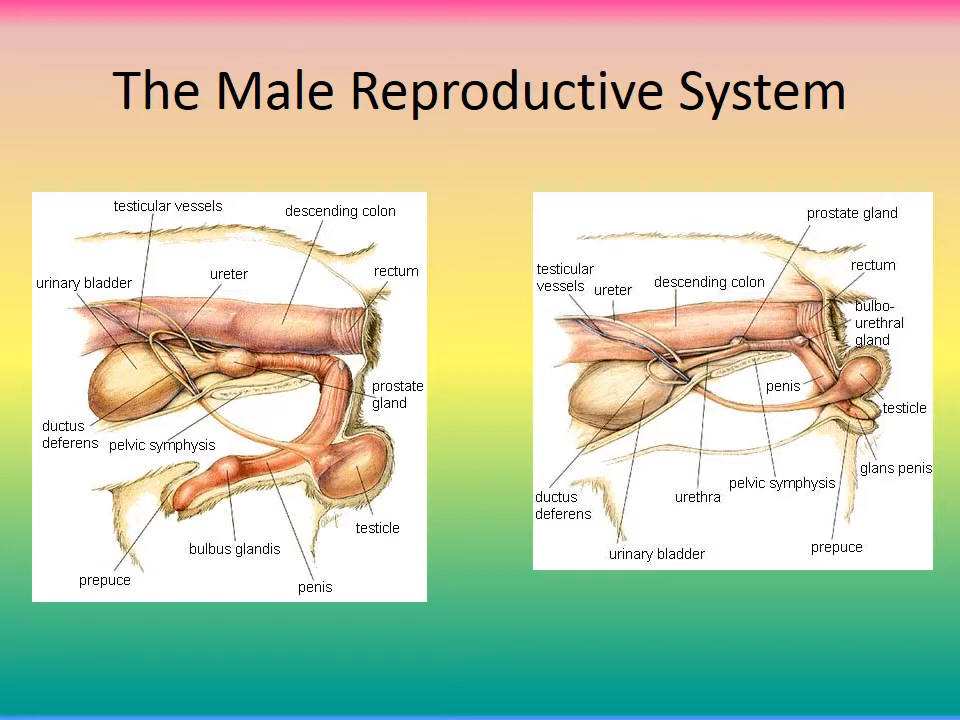 The Male Reproductive System
testicular vessels
descending colon
urinary bladder
ureter
rectum
prostate
gland
ductus
deferens
pelvic symphysis
testicle
bulbus glandis
prepuce
penis
prostate gland
testicular
vessels
ureter
descending colon
rectum
bulbo-
urethral
gland
penis
testicle
glans penis
pelvic symphysis
ductus
deferens
urethra
urinary bladder
prepuce